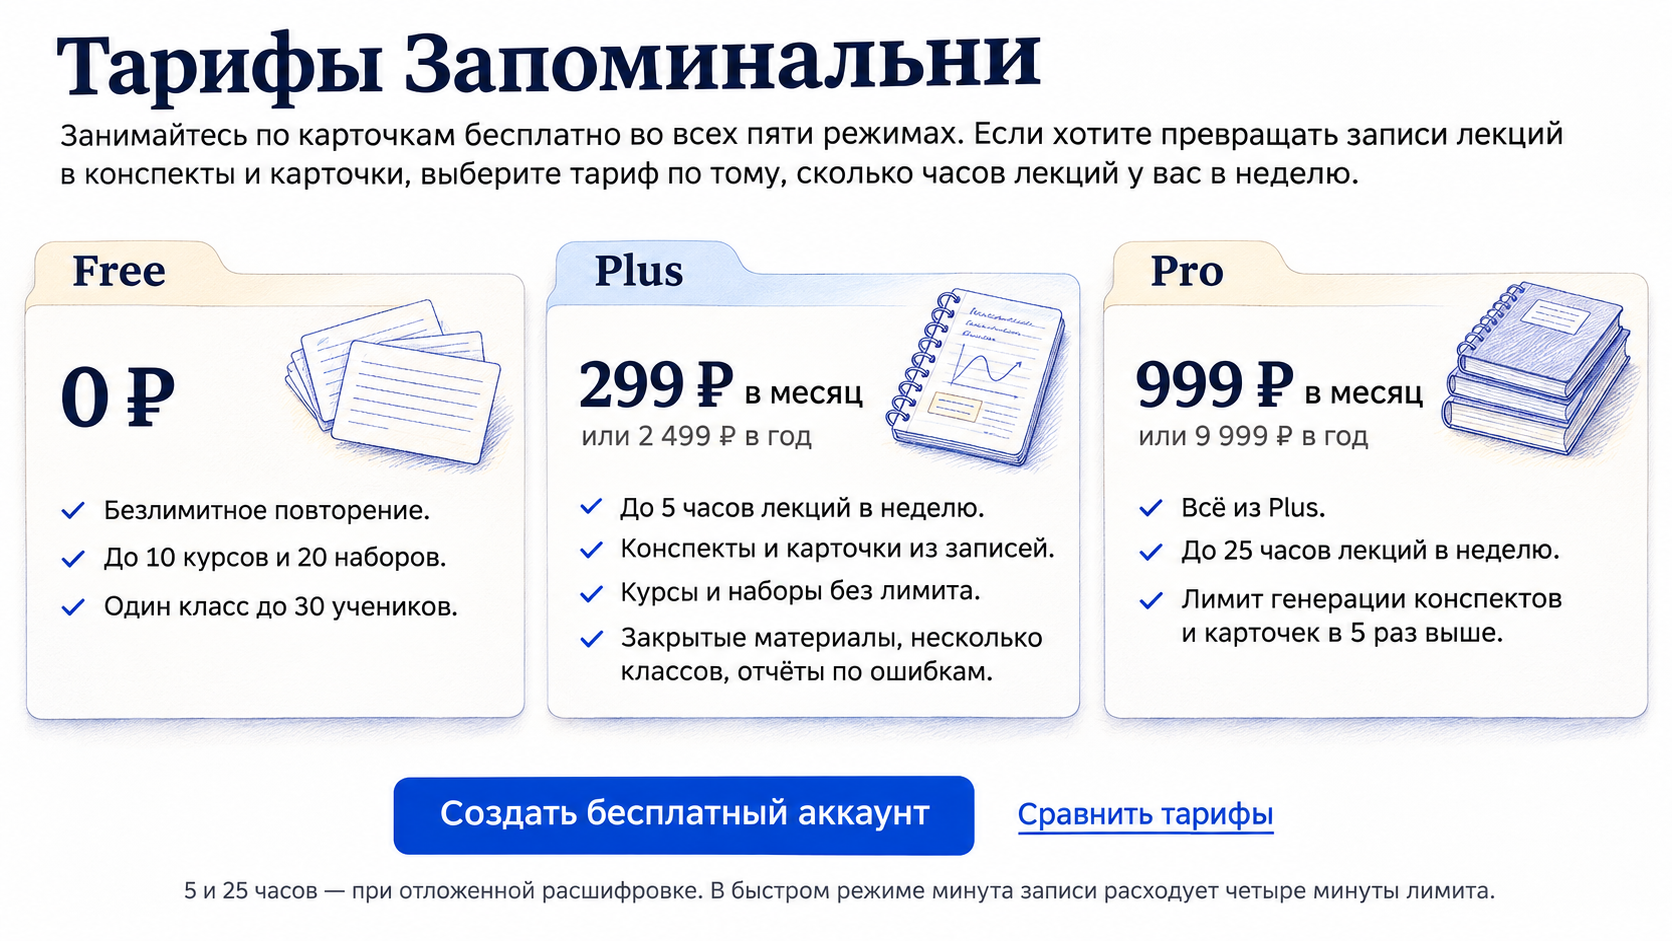 Тарифы Запоминальни
Занимайтесь по карточкам бесплатно во всех пяти режимах. Если хотите превращать записи лекций
в конспекты и карточки, выберите тариф по тому, сколько часов лекций у вас в неделю.
Free
0 ₽
Безлимитное повторение.
До 10 курсов и 20 наборов.
Один класс до 30 учеников.
Plus
299 ₽ в месяц
или 2 499 ₽ в год
До 5 часов лекций в неделю.
Конспекты и карточки из записей.
Курсы и наборы без лимита.
Закрытые материалы, несколько
классов, отчёты по ошибкам.
Pro
999 ₽ в месяц
или 9 999 ₽ в год
Всё из Plus.
До 25 часов лекций в неделю.
Лимит генерации конспектов
и карточек в 5 раз выше.
Создать бесплатный аккаунт
Сравнить тарифы
5 и 25 часов — при отложенной расшифровке. В быстром режиме минута записи расходует четыре минуты лимита.